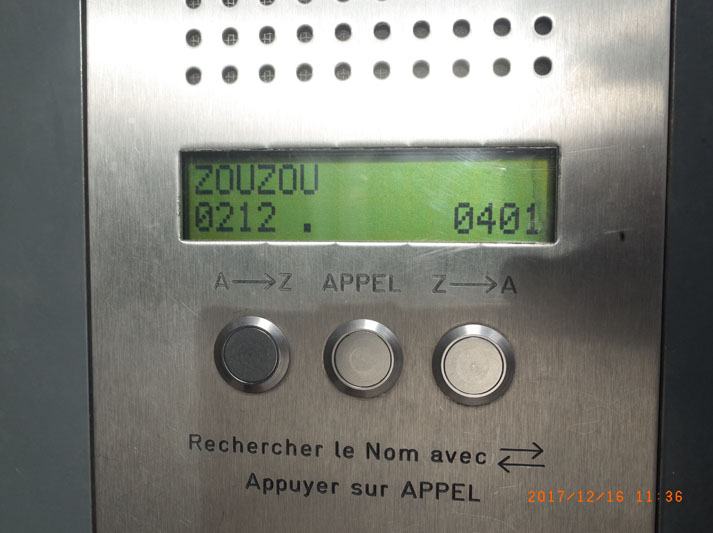 ZOUZOU
0212 . 0401
A→Z APPEL Z→A
Rechercher le Nom avec ⇄
Appuyer sur APPEL
2017/12/16 11:36